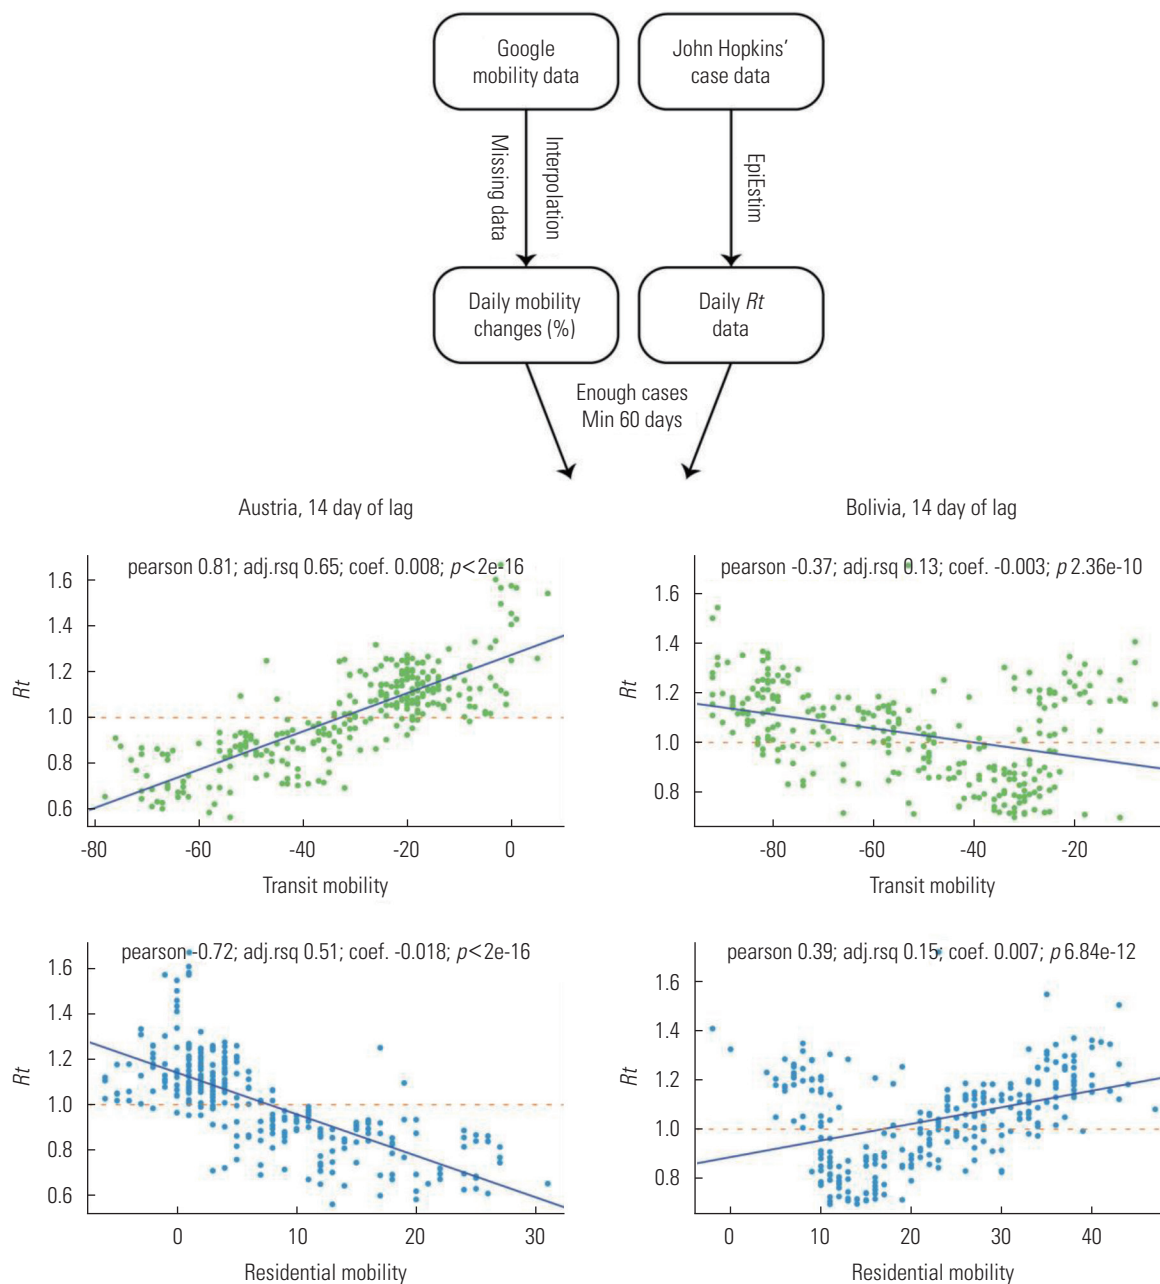 Google
mobility data
John Hopkins’
case data
Missing data
Interpolation
EpiEstim
Daily mobility
changes (%)
Daily Rt
data
Enough cases
Min 60 days
Austria, 14 day of lag
pearson 0.81; adj.rsq 0.65; coef. 0.008; p<2e-16
Rt
1.6
1.4
1.2
1.0
0.8
0.6
-80 -60 -40 -20 0
Transit mobility
Bolivia, 14 day of lag
pearson -0.37; adj.rsq 0.13; coef. -0.003; p 2.36e-10
Rt
1.6
1.4
1.2
1.0
0.8
-80 -60 -40 -20
Transit mobility
pearson -0.72; adj.rsq 0.51; coef. -0.018; p<2e-16
Rt
1.6
1.4
1.2
1.0
0.8
0.6
0 10 20 30
Residential mobility
pearson 0.39; adj.rsq 0.15; coef. 0.007; p 6.84e-12
Rt
1.6
1.4
1.2
1.0
0.8
0 10 20 30 40
Residential mobility